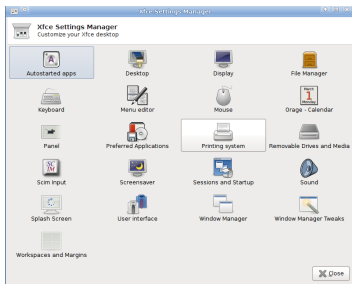 Xfce Settings Manager
Xfce Settings Manager
Customize your Xfce desktop
Autostarted apps
Desktop
Display
File Manager
Keyboard
Menu editor
Mouse
Orage - Calendar
Panel
Preferred Applications
Printing system
Removable Drives and Media
Scim input
Screensaver
Sessions and Startup
Sound
Splash Screen
User interface
Window Manager
Window Manager Tweaks
Workspaces and Margins
Close